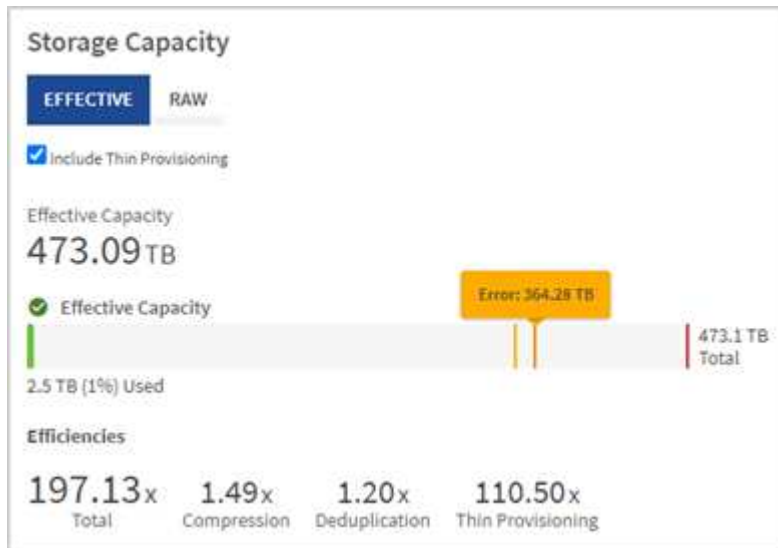 Storage Capacity
EFFECTIVE RAW
Include Thin Provisioning
Effective Capacity
473.09 TB
Effective Capacity
Error: 364.28 TB
473.1 TB
Total
2.5 TB (1%) Used
Efficiencies
197.13x 1.49x 1.20x 110.50x
Total Compression Deduplication Thin Provisioning